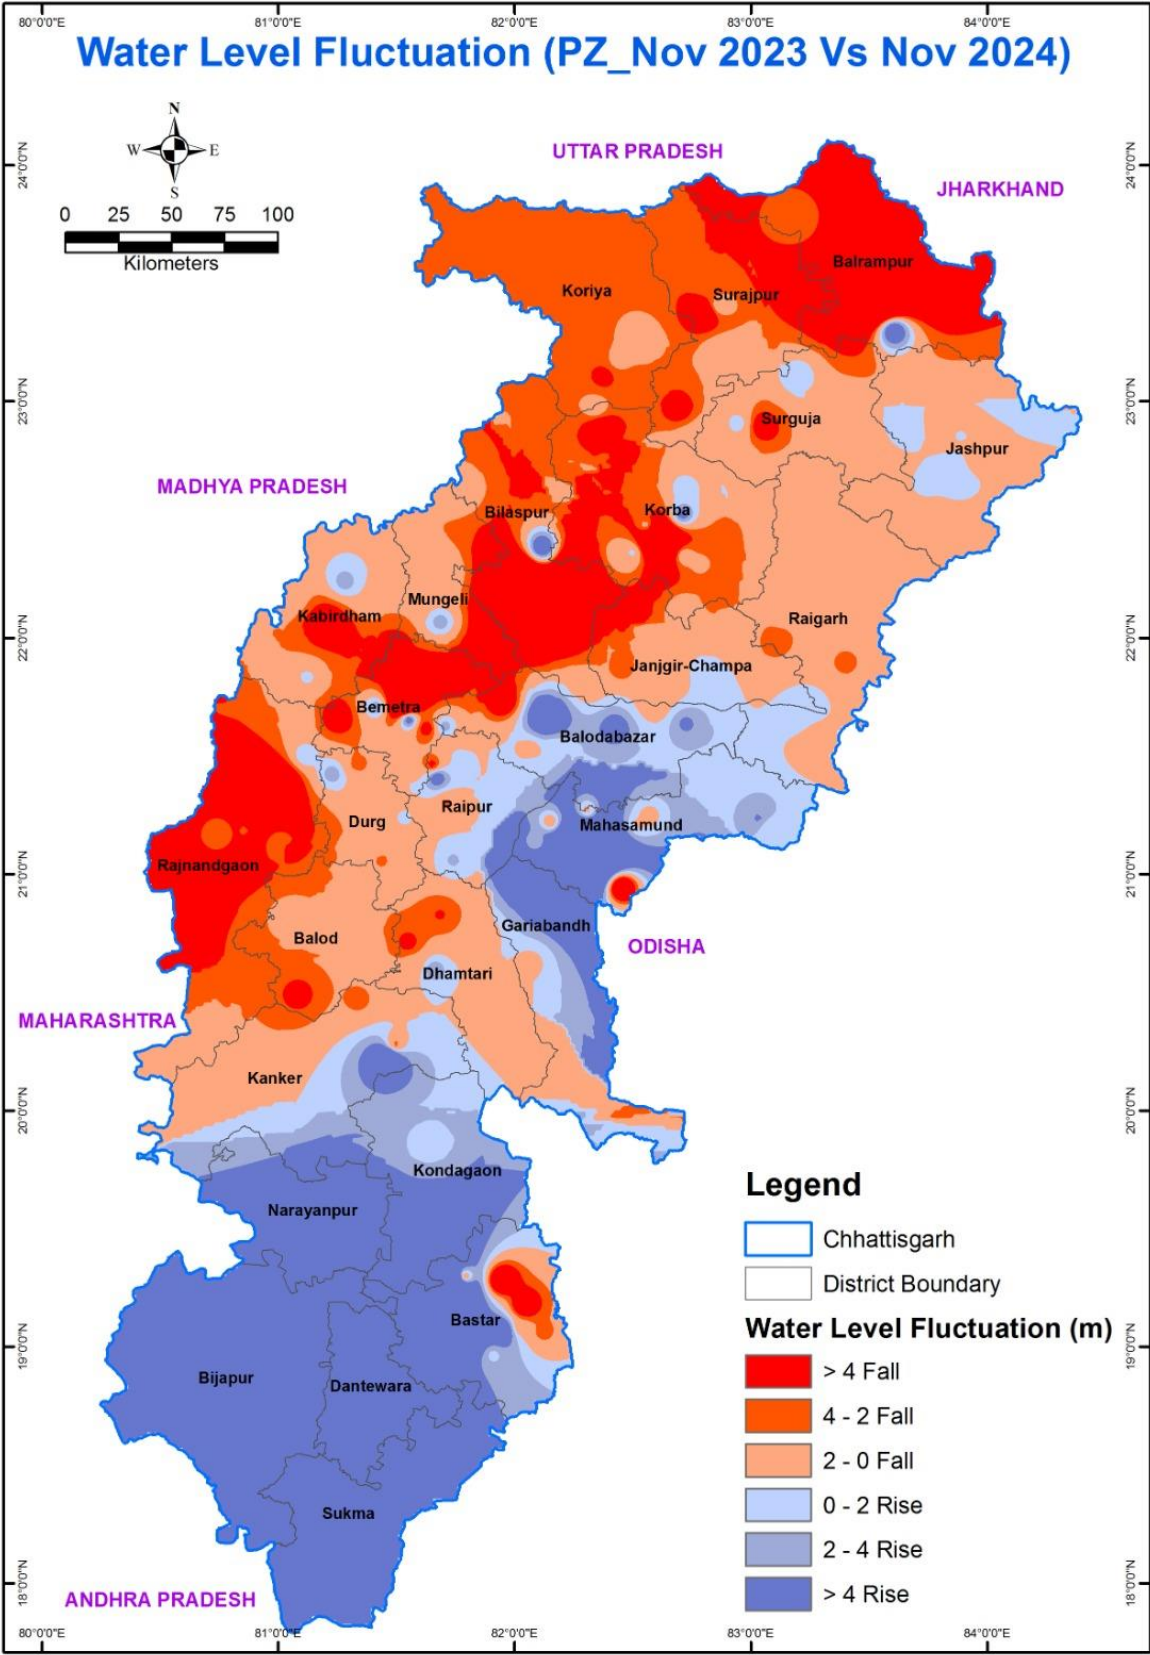 80°0'0"E 81°0'0"E 82°0'0"E 83°0'0"E 84°0'0"E
Water Level Fluctuation (PZ_Nov 2023 Vs Nov 2024)
N
W E
S
0 25 50 75 100
Kilometers
UTTAR PRADESH
JHARKHAND
24°0'0"N 24°0'0"N
Balrampur
Koriya
Surajpur
23°0'0"N 23°0'0"N
Surguja
Jashpur
MADHYA PRADESH
Bilaspur
Korba
Mungeli
Kabirdham
Raigarh
22°0'0"N 22°0'0"N
Janjgir-Champa
Bemetra
Balodabazar
Raipur
Durg
Mahasamund
Rajnandgaon
21°0'0"N 21°0'0"N
Gariabandh
Balod
ODISHA
Dhamtari
MAHARASHTRA
Kanker
20°0'0"N 20°0'0"N
Kondagaon
Narayanpur
Bastar
19°0'0"N 19°0'0"N
Bijapur
Dantewara
Sukma
18°0'0"N 18°0'0"N
ANDHRA PRADESH
Legend
Chhattisgarh
District Boundary
Water Level Fluctuation (m)
> 4 Fall
4 - 2 Fall
2 - 0 Fall
0 - 2 Rise
2 - 4 Rise
> 4 Rise
80°0'0"E 81°0'0"E 82°0'0"E 83°0'0"E 84°0'0"E